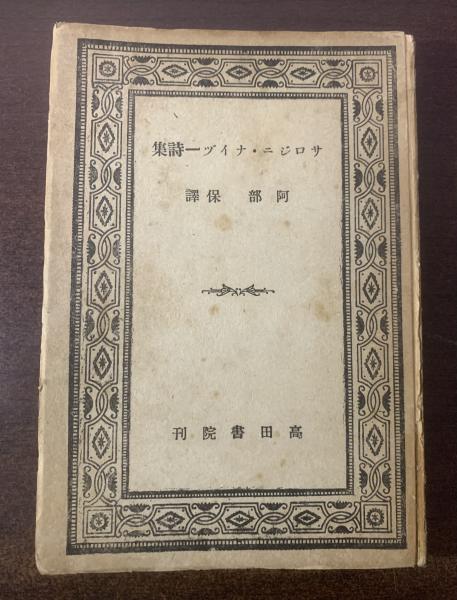 サロジニ・ナイヅー詩集
阿部保譯
高田書院刊